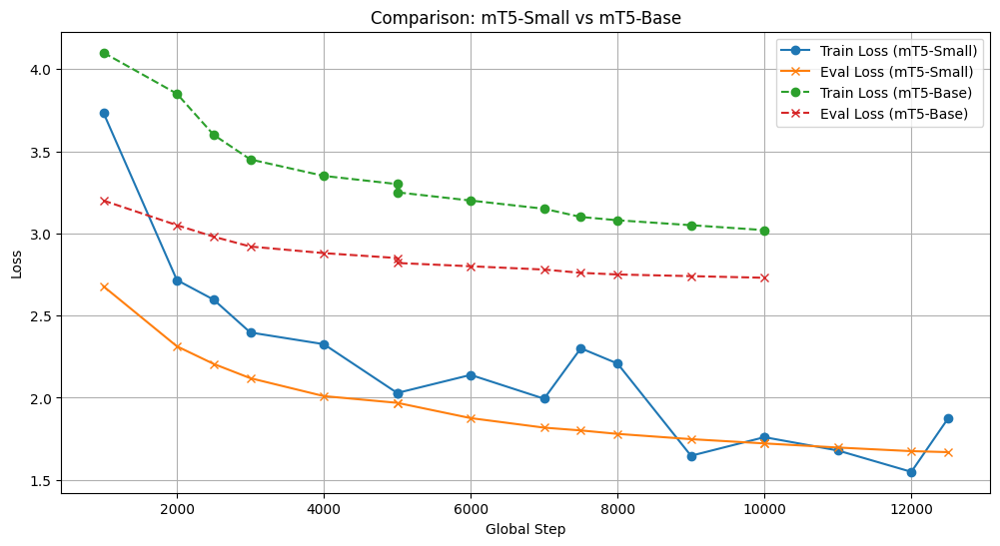 Comparison: mT5-Small vs mT5-Base
Train Loss (mT5-Small)
Eval Loss (mT5-Small)
Train Loss (mT5-Base)
Eval Loss (mT5-Base)
Loss
4.0
3.5
3.0
2.5
2.0
1.5
2000 4000 6000 8000 10000 12000
Global Step